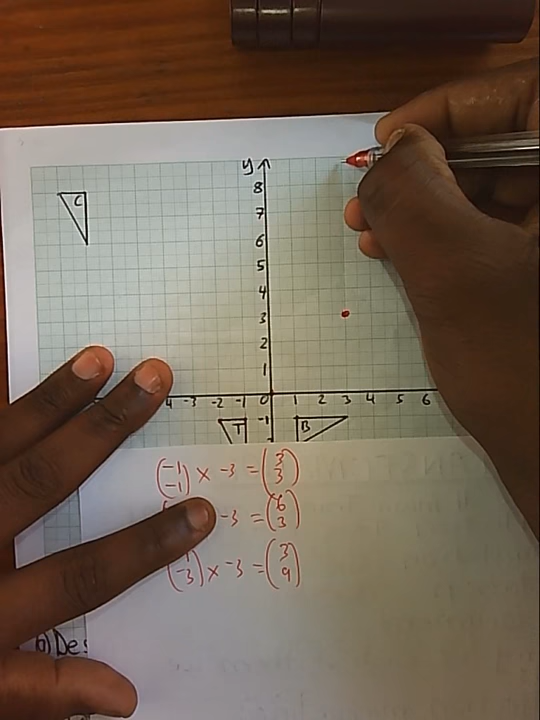 y
8
C
7
6
5
4
3
2
1
4 -3 -2 -1 0 1 2 3 4 5 6
T -1 B
(-1 -1) × -3 = (3 3)
-3 = (6 3)
-3) × -3 = (3 9)
b) Des